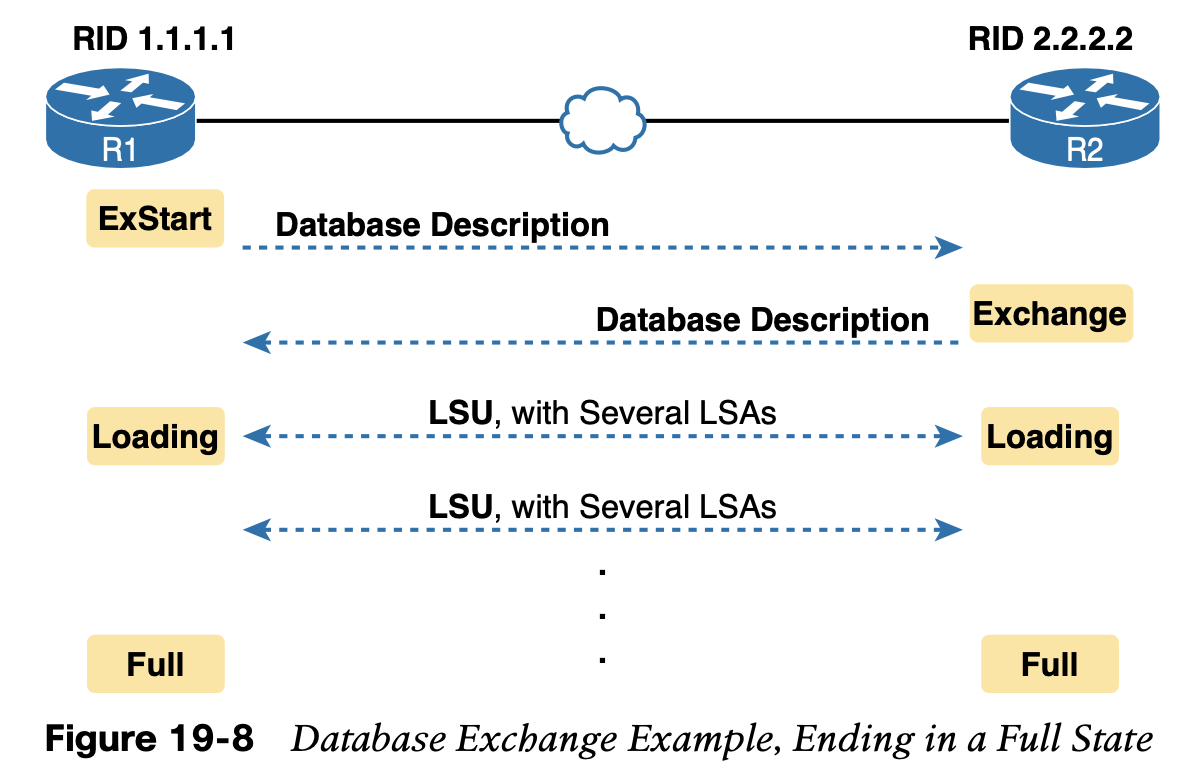 RID 1.1.1.1
RID 2.2.2.2
R1
R2
ExStart
Database Description
Exchange
Database Description
Loading
LSU, with Several LSAs
Loading
LSU, with Several LSAs
.
.
.
Full
Full
Figure 19-8 Database Exchange Example, Ending in a Full State